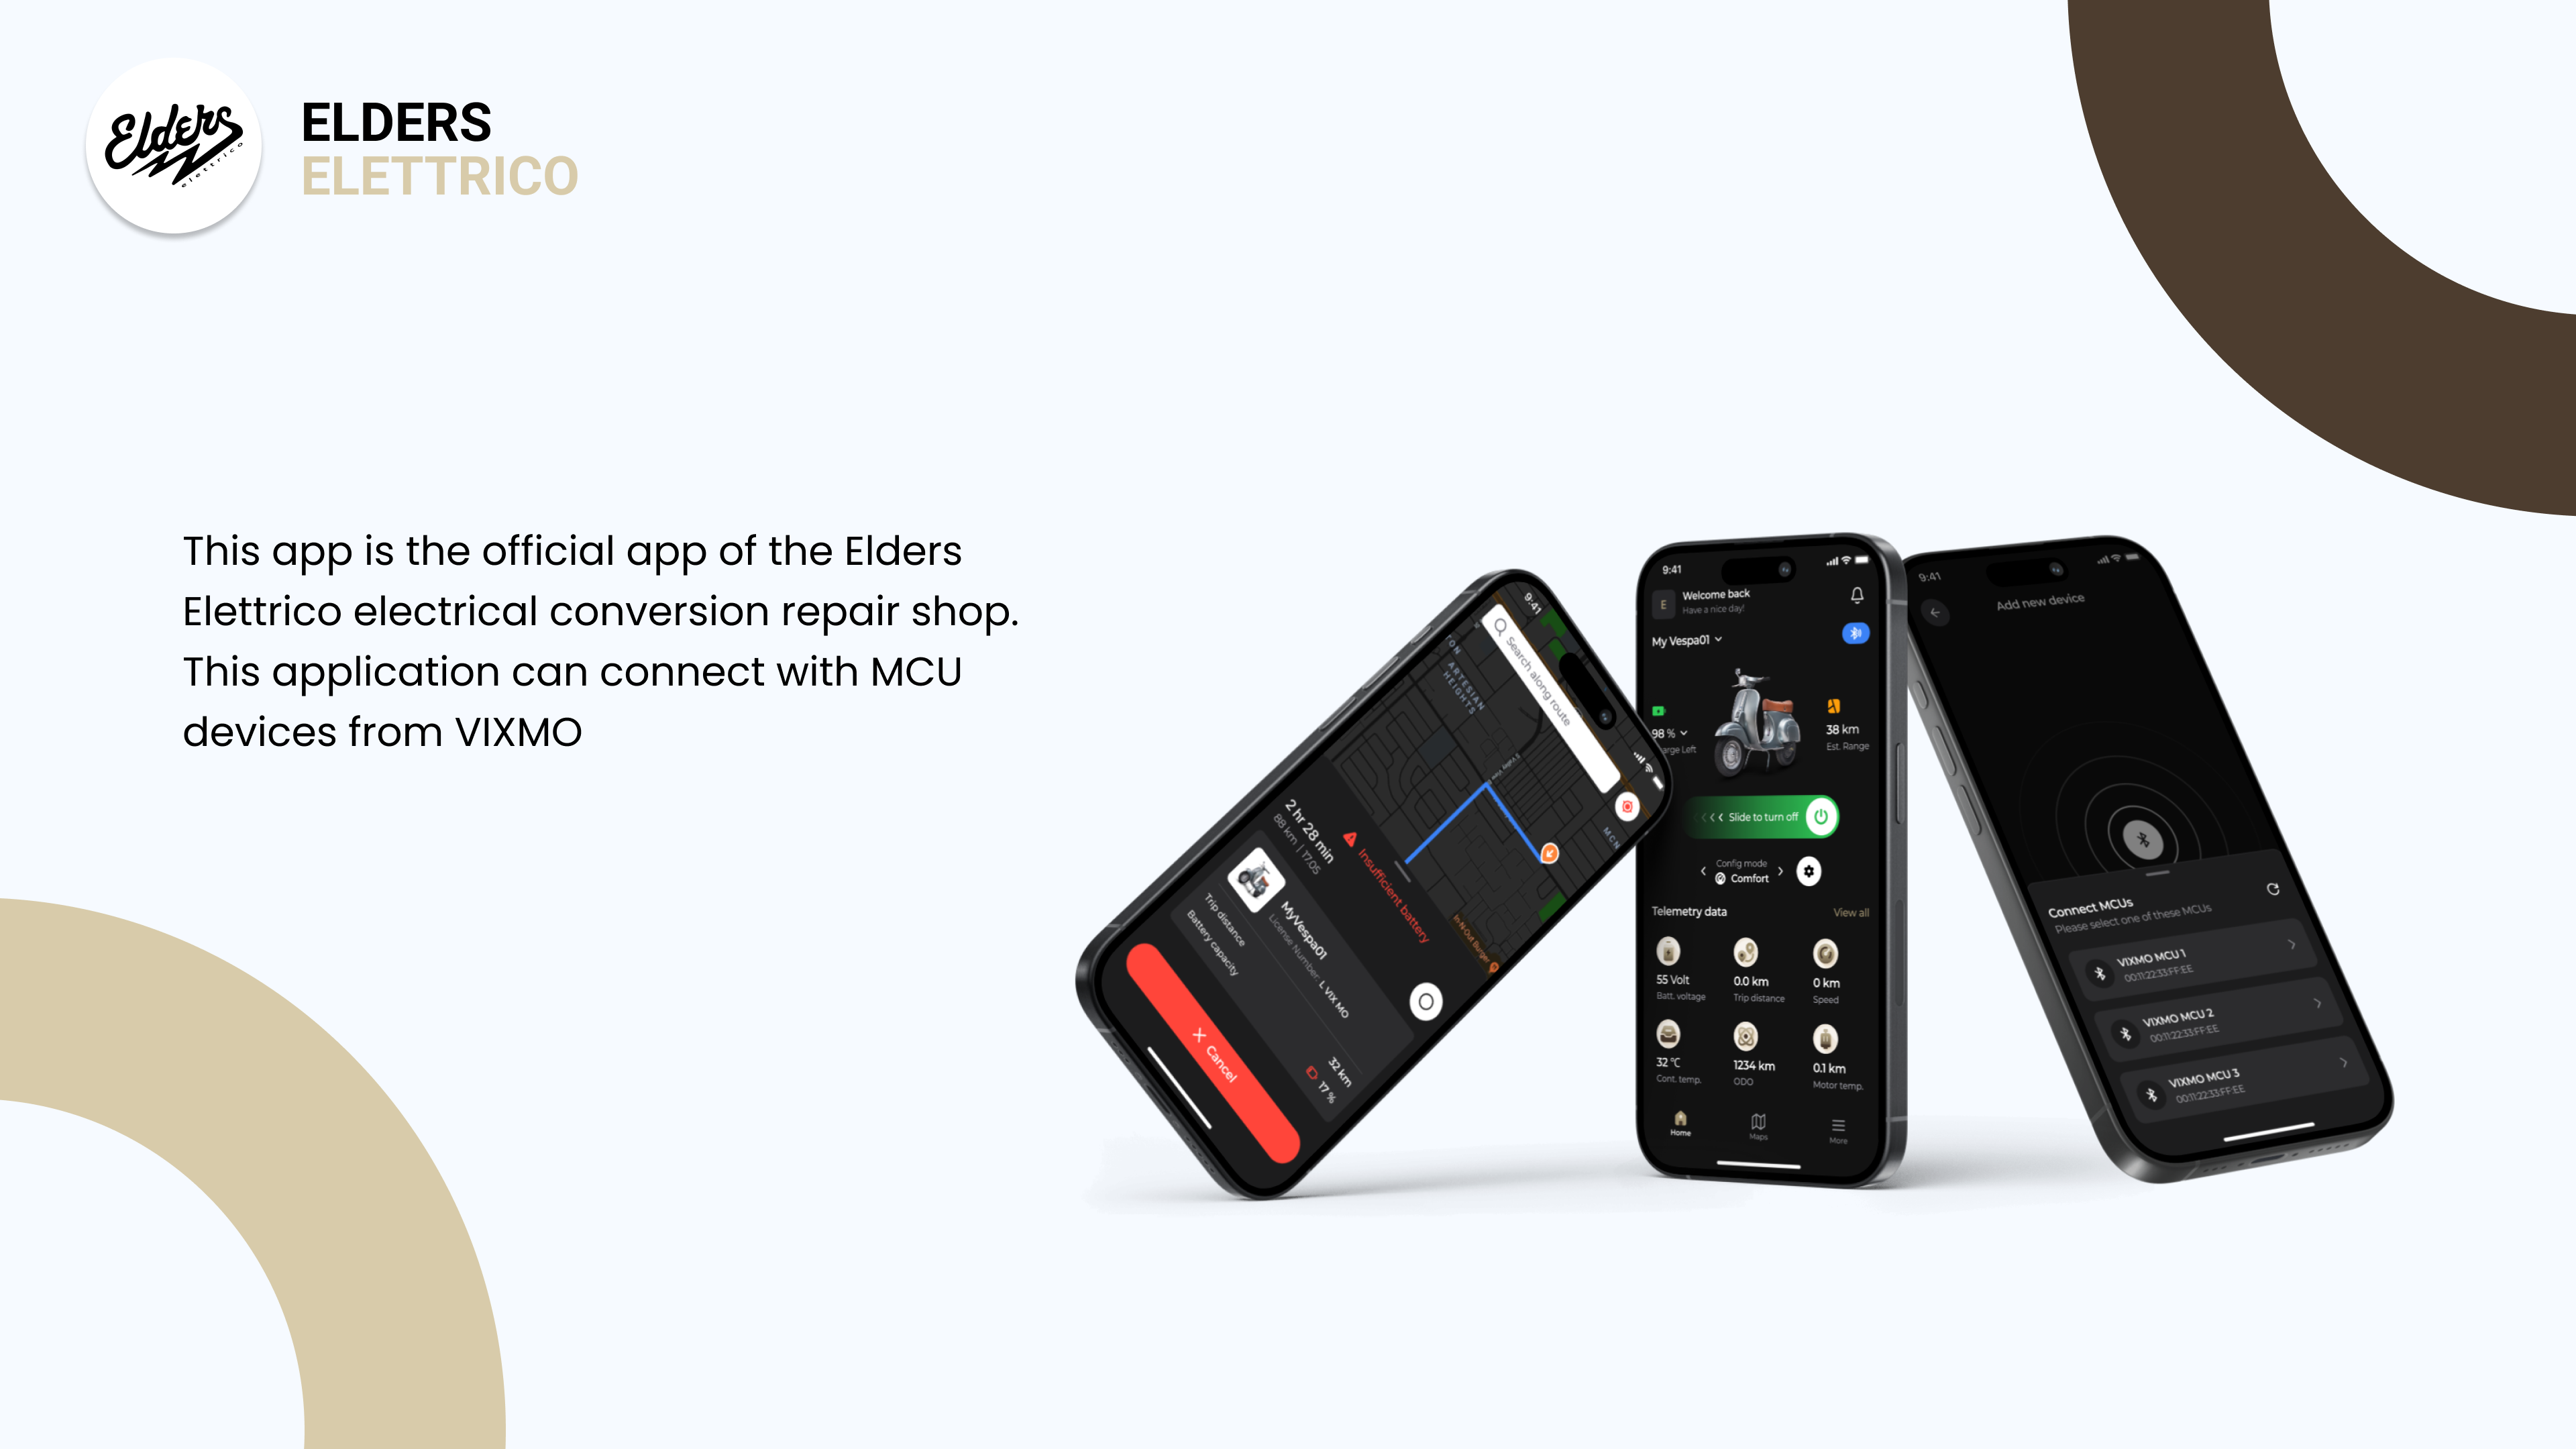 Elders
elettrico
ELDERS
ELETTRICO
This app is the official app of the Elders
Elettrico electrical conversion repair shop.
This application can connect with MCU
devices from VIXMO
9:41
Search along route
ARTESIAN
HEIGHTS
In-N-Out Burger
Insufficient battery
2 hr 28 min
88 km | 17.05
MyVespa01
License Number: L VIX MO
Trip distance
32 km
Battery capacity
17 %
Cancel
9:41
E
Welcome back
Have a nice day!
My Vespa01
98 %
arge Left
38 km
Est. Range
Slide to turn off
Config mode
Comfort
Telemetry data
View all
55 Volt
Batt. voltage
0.0 km
Trip distance
0 km
Speed
32 °C
Cont. temp.
1234 km
ODO
0.1 km
Motor temp.
Home
Maps
More
9:41
Add new device
Connect MCUs
Please select one of these MCUs
VIXMO MCU 1
00:11:22:33:FF:EE
VIXMO MCU 2
00:11:22:33:FF:EE
VIXMO MCU 3
00:11:22:33:FF:EE